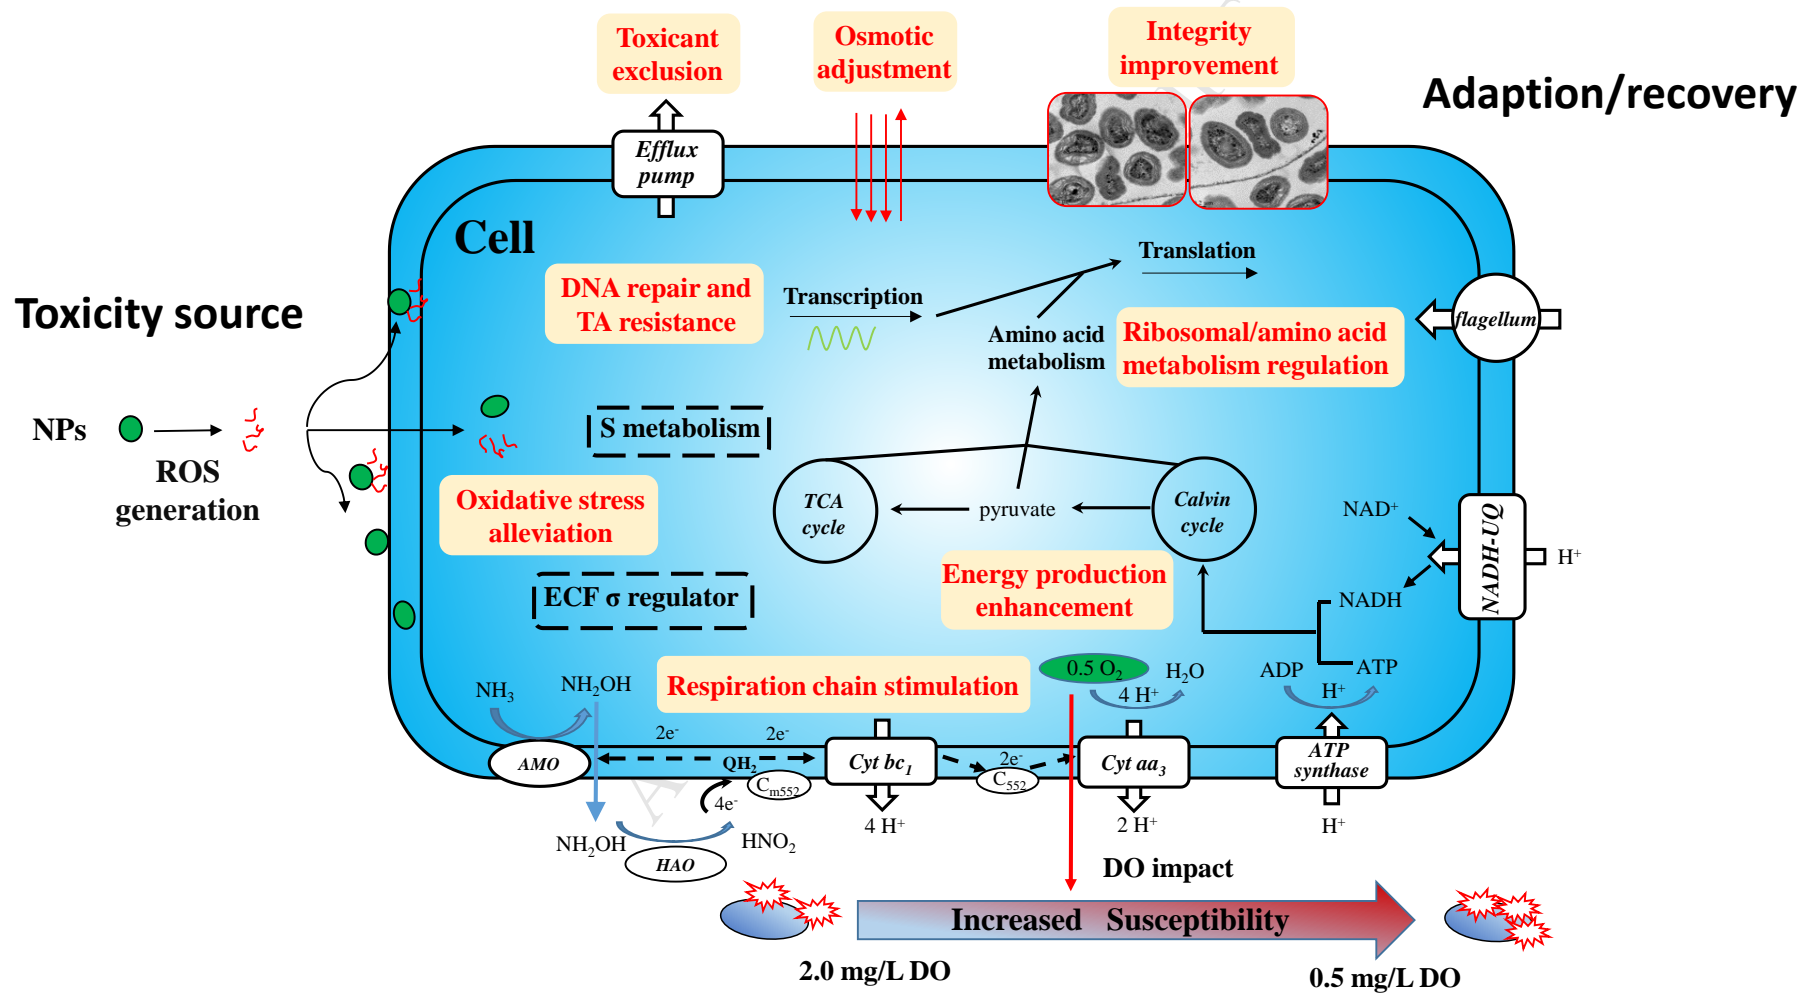 Toxicant
exclusion
Osmotic
adjustment
Integrity
improvement
Adaption/recovery
Efflux
pump
Cell
Translation
DNA repair and
TA resistance
Transcription
Amino acid
metabolism
Ribosomal/amino acid
metabolism regulation
flagellum
Toxicity source
NPs
ROS
generation
S metabolism
Oxidative stress
alleviation
TCA
cycle
pyruvate
Calvin
cycle
NAD⁺
NADH-UQ
H⁺
ECF σ regulator
Energy production
enhancement
NADH
NH₃
NH₂OH
Respiration chain stimulation
0.5 O₂
H₂O
4 H⁺
ADP
ATP
H⁺
2e⁻
2e⁻
AMO
QH₂
Cₘ₅₅₂
Cyt bc₁
2e⁻
C₅₅₂
Cyt aa₃
ATP
synthase
4e⁻
NH₂OH
HNO₂
HAO
4 H⁺
2 H⁺
H⁺
DO impact
Increased Susceptibility
2.0 mg/L DO
0.5 mg/L DO